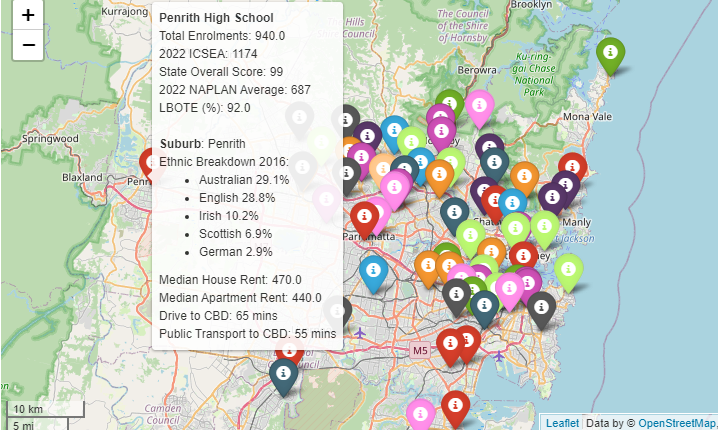 Kurrajong
+
−
Penrith High School
Total Enrolments: 940.0
2022 ICSEA: 1174
State Overall Score: 99
2022 NAPLAN Average: 687
LBOTE (%): 92.0
Suburb: Penrith
Ethnic Breakdown 2016:
• Australian 29.1%
• English 28.8%
• Irish 10.2%
• Scottish 6.9%
• German 2.9%
Median House Rent: 470.0
Median Apartment Rent: 440.0
Drive to CBD: 65 mins
Public Transport to CBD: 55 mins
The Council
of the Shire
of Hornsby
Brooklyn
Ku-ring-
gai Chase
National
Park
Berowra
Mona Vale
Springwood
Blaxland
Manly
M5
Camden
Council
10 km
5 mi
Leaflet | Data by © OpenStreetMap,